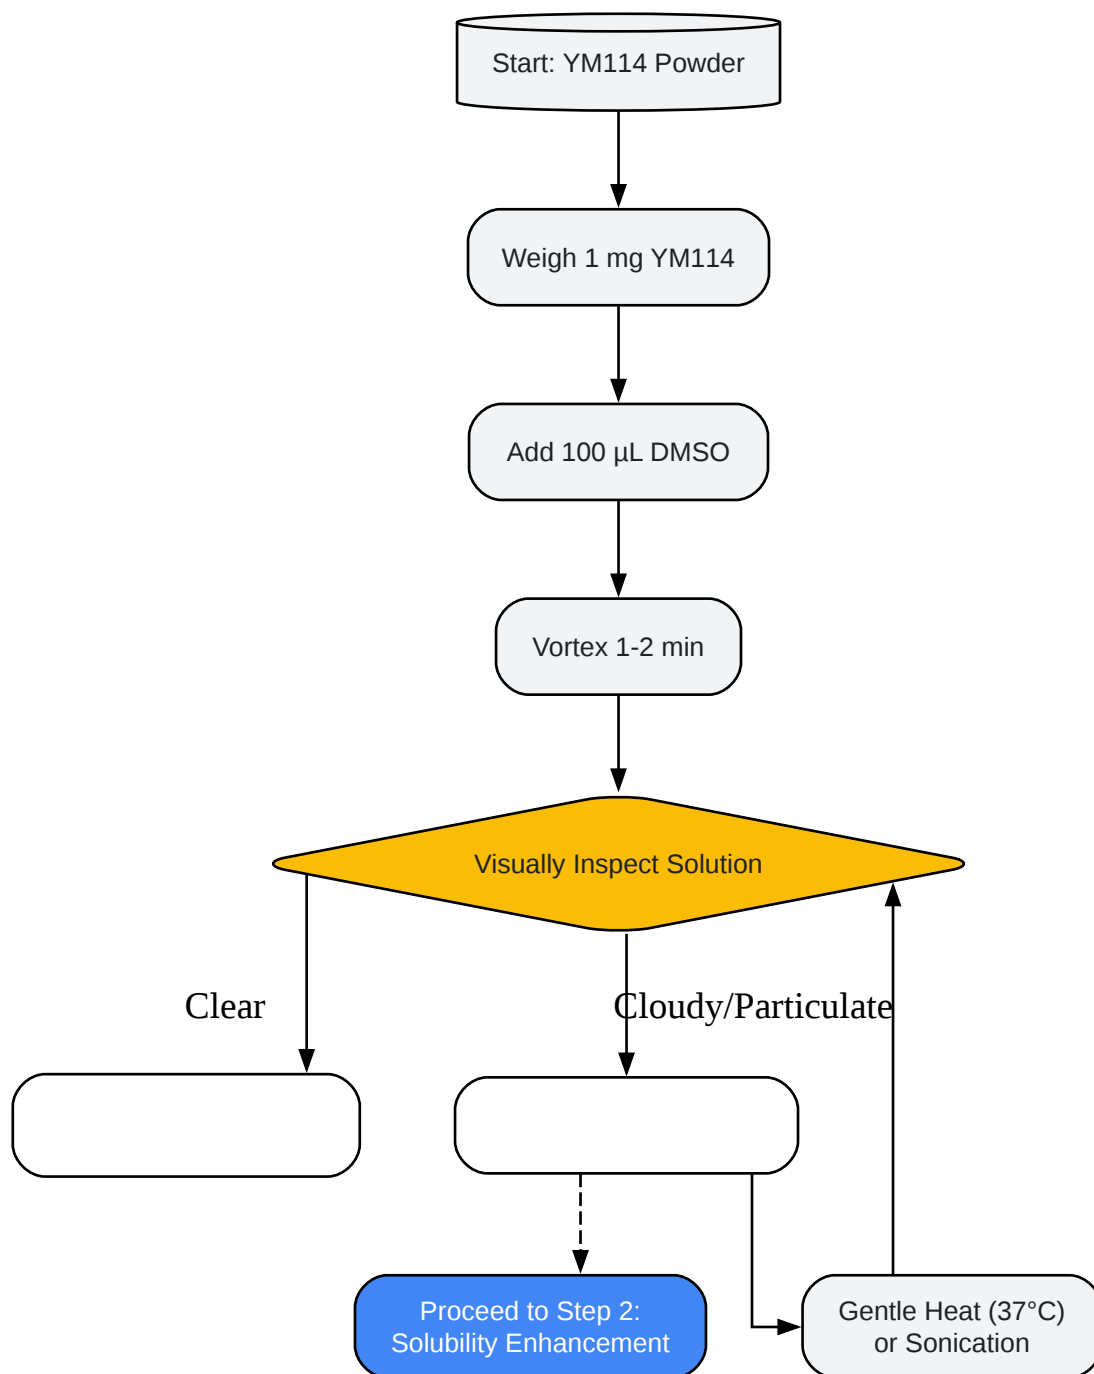 Start: YM114 Powder
Weigh 1 mg YM114
Add 100 µL DMSO
Vortex 1-2 min
Visually Inspect Solution
Clear
Cloudy/Particulate
Proceed to Step 2:
Solubility Enhancement
Gentle Heat (37°C)
or Sonication